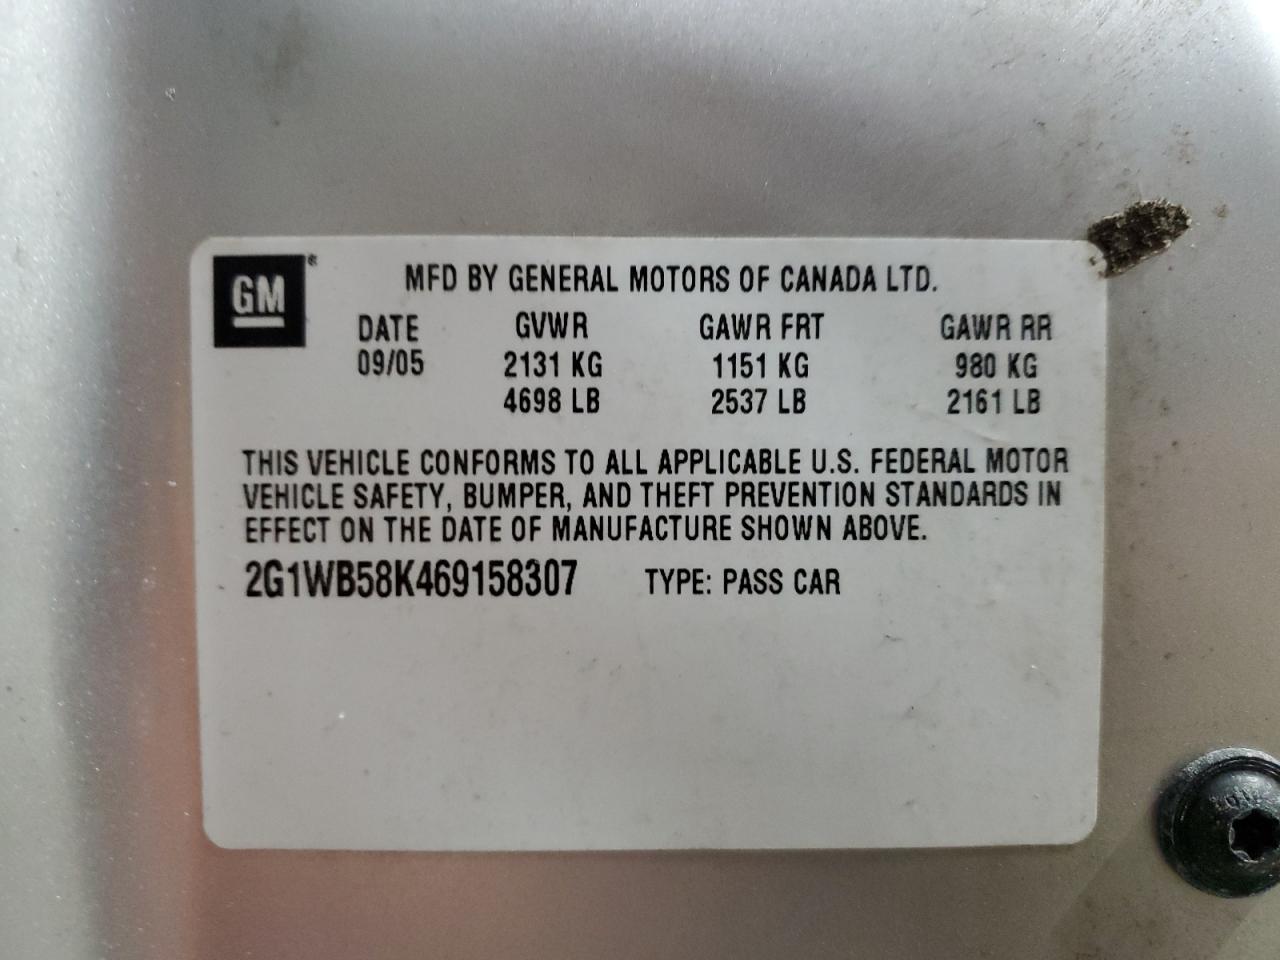 GM®
MFD BY GENERAL MOTORS OF CANADA LTD.
DATE GVWR GAWR FRT GAWR RR
09/05 2131 KG 1151 KG 980 KG
4698 LB 2537 LB 2161 LB
THIS VEHICLE CONFORMS TO ALL APPLICABLE U.S. FEDERAL MOTOR
VEHICLE SAFETY, BUMPER, AND THEFT PREVENTION STANDARDS IN
EFFECT ON THE DATE OF MANUFACTURE SHOWN ABOVE.
2G1WB58K469158307 TYPE: PASS CAR